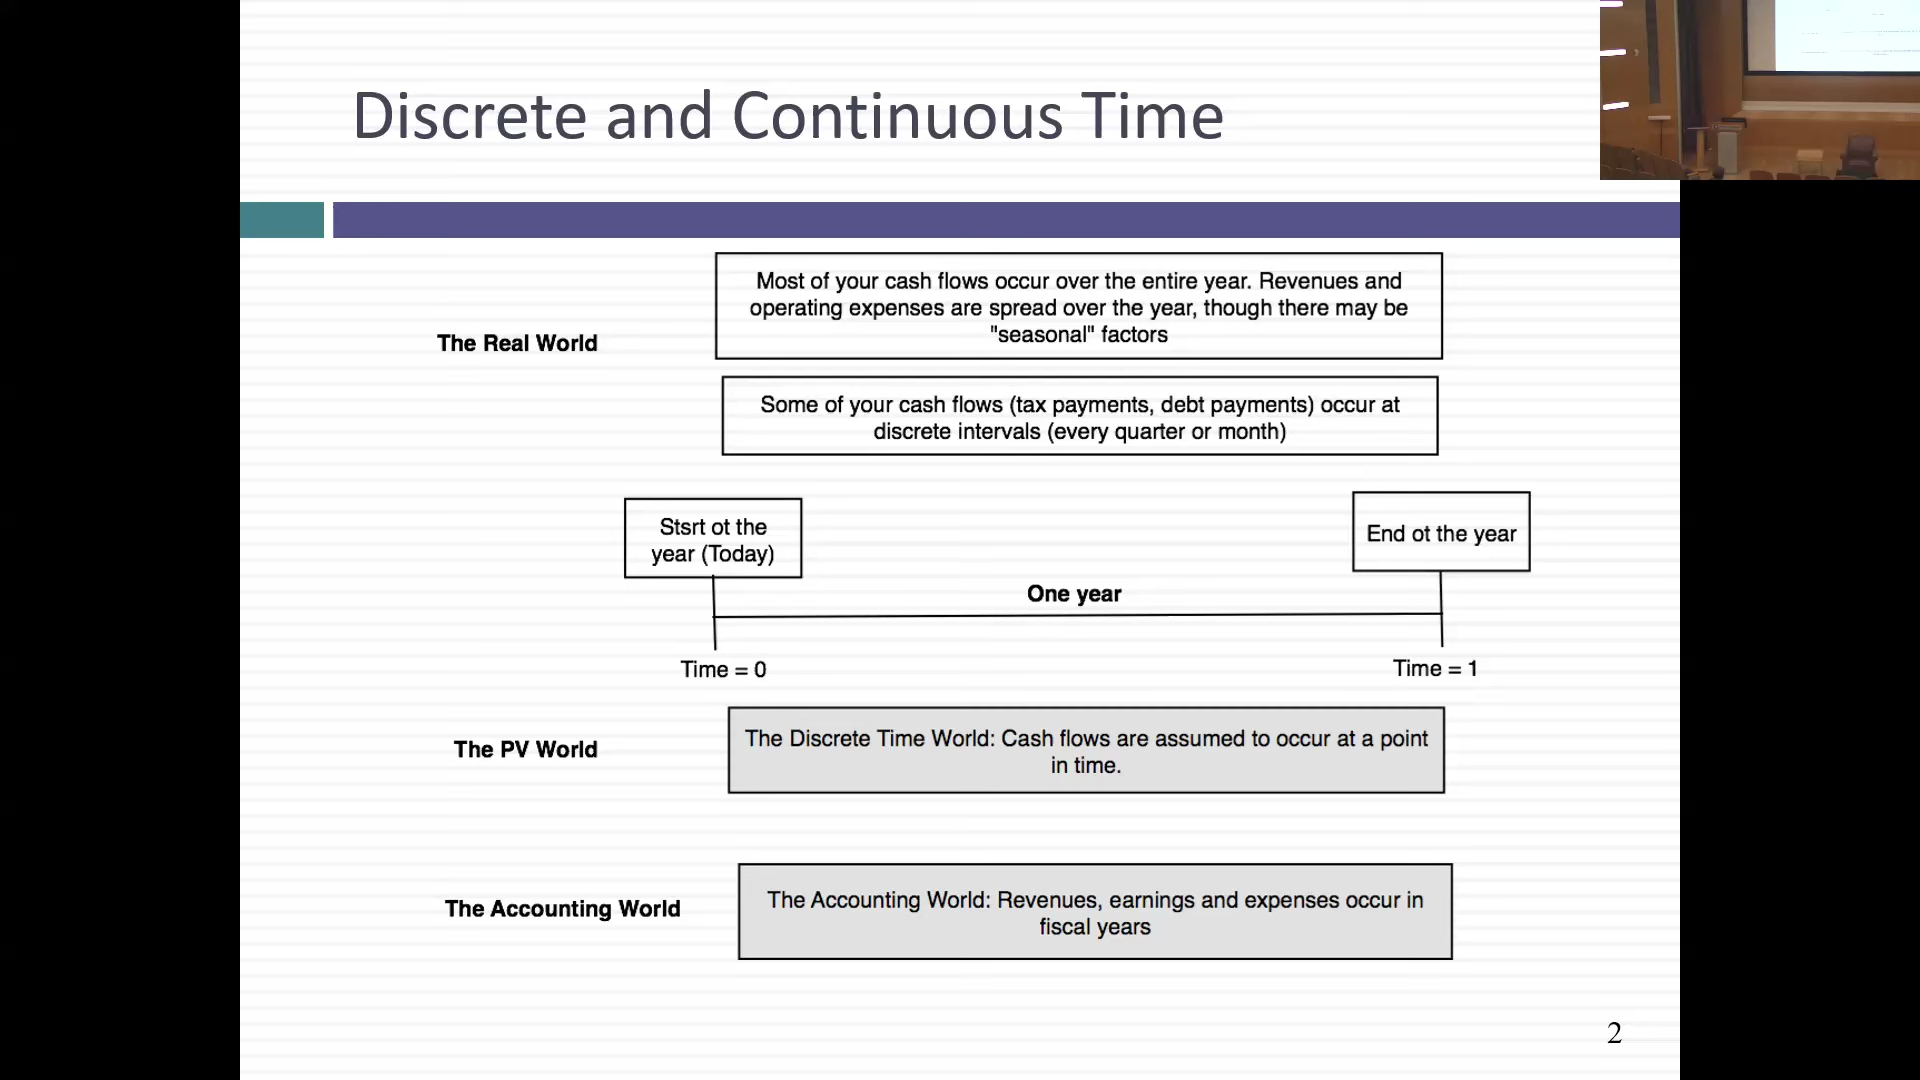 Discrete and Continuous Time
Most of your cash flows occur over the entire year. Revenues and
operating expenses are spread over the year, though there may be
"seasonal" factors
The Real World
Some of your cash flows (tax payments, debt payments) occur at
discrete intervals (every quarter or month)
Stsrt ot the
year (Today)
End ot the year
One year
Time = 0
Time = 1
The PV World
The Discrete Time World: Cash flows are assumed to occur at a point
in time.
The Accounting World
The Accounting World: Revenues, earnings and expenses occur in
fiscal years
2